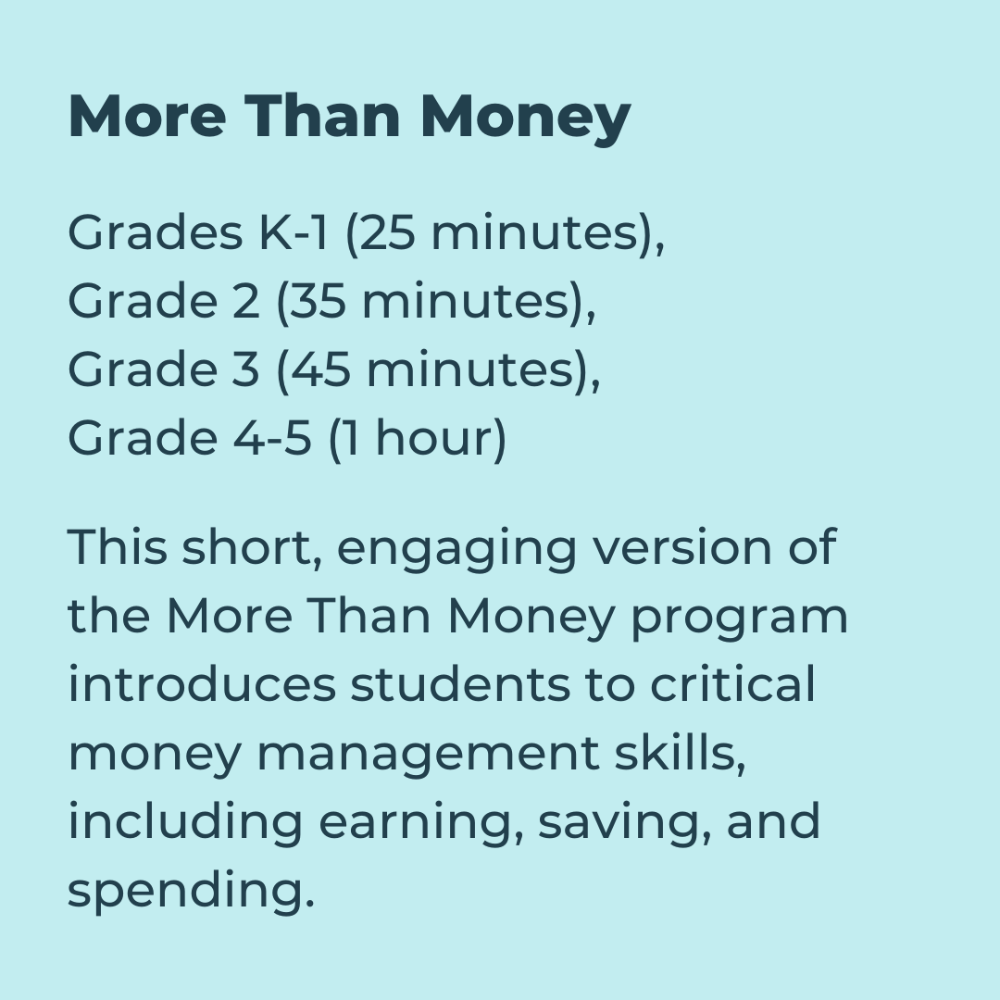 More Than Money
Grades K-1 (25 minutes),
Grade 2 (35 minutes),
Grade 3 (45 minutes),
Grade 4-5 (1 hour)
This short, engaging version of
the More Than Money program
introduces students to critical
money management skills,
including earning, saving, and
spending.